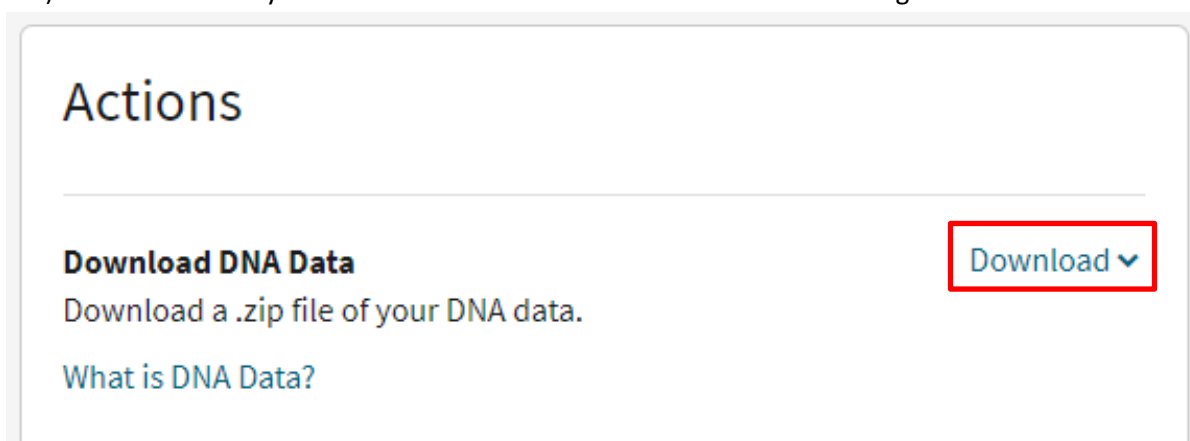 Actions
Download DNA Data
Download
Download a .zip file of your DNA data.
What is DNA Data?